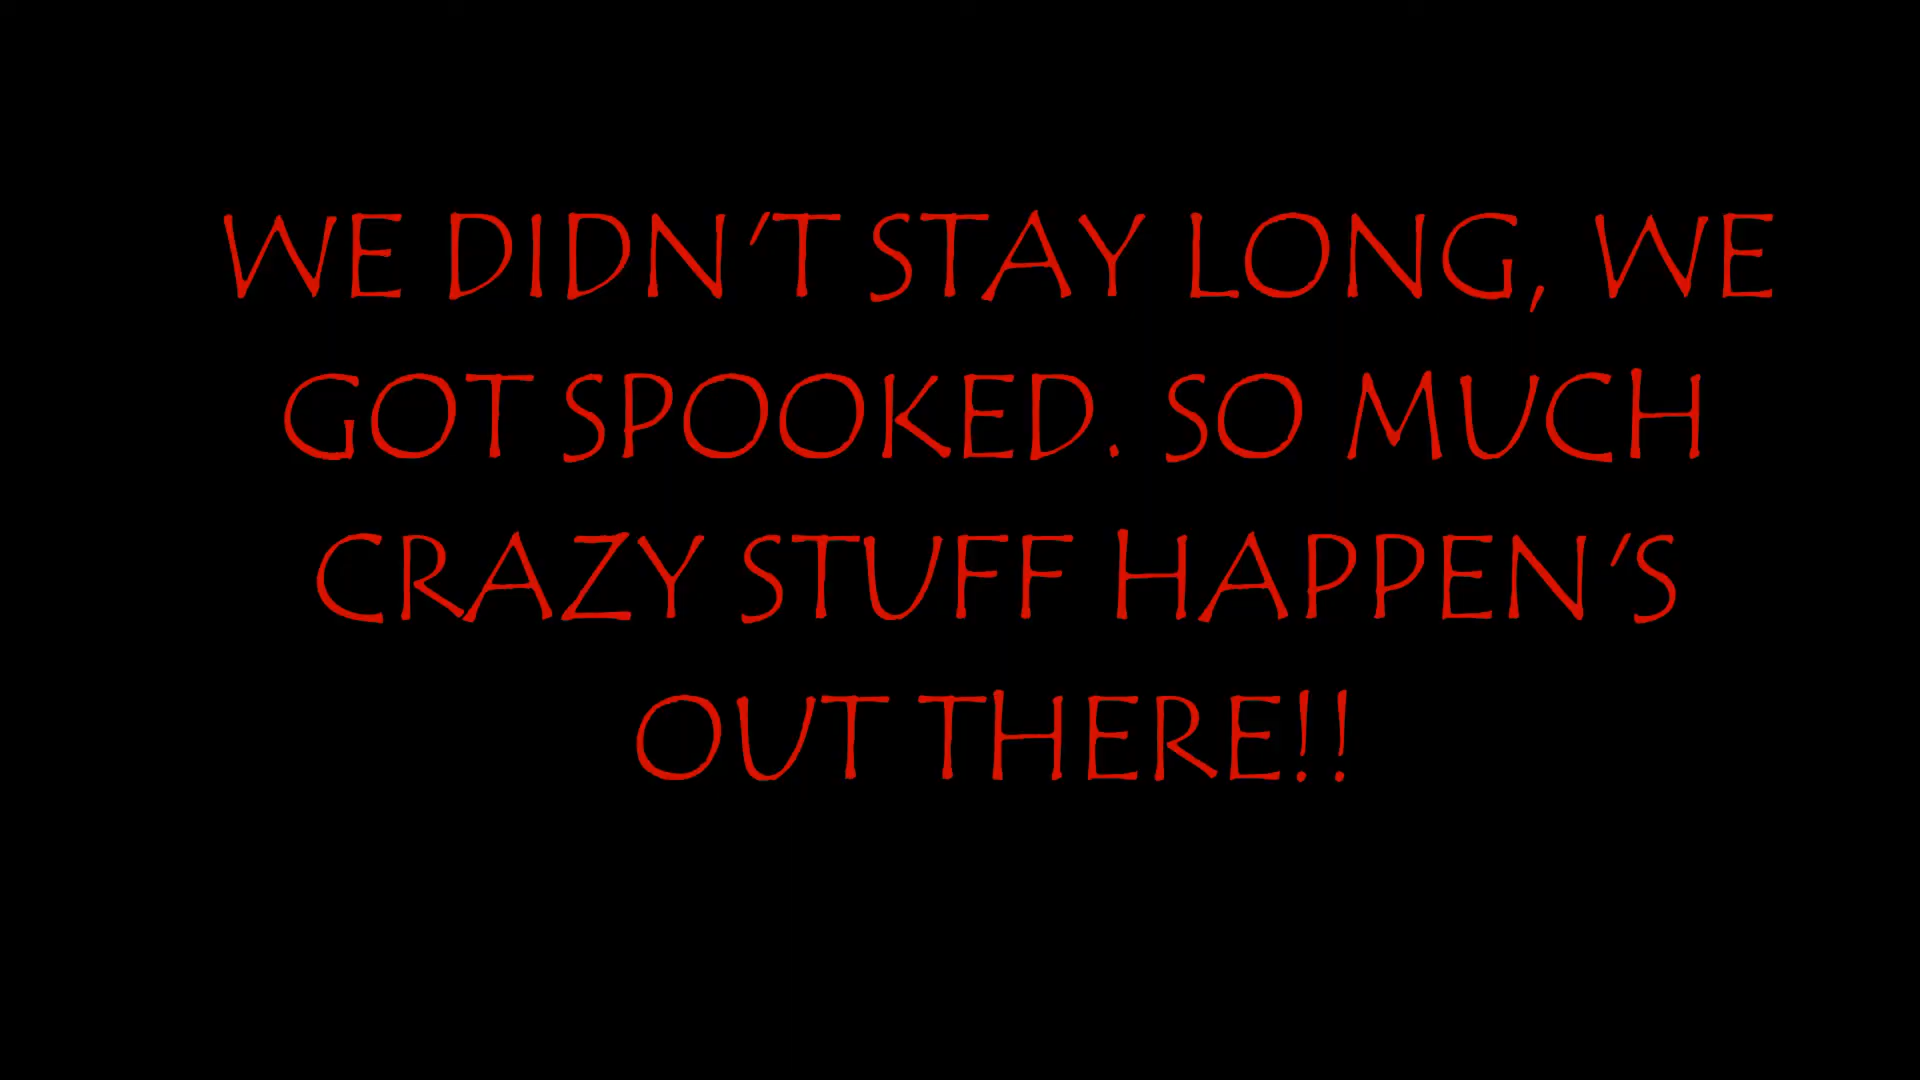 WE DIDN'T STAY LONG, WE
GOT SPOOKED. SO MUCH
CRAZY STUFF HAPPEN'S
OUT THERE!!